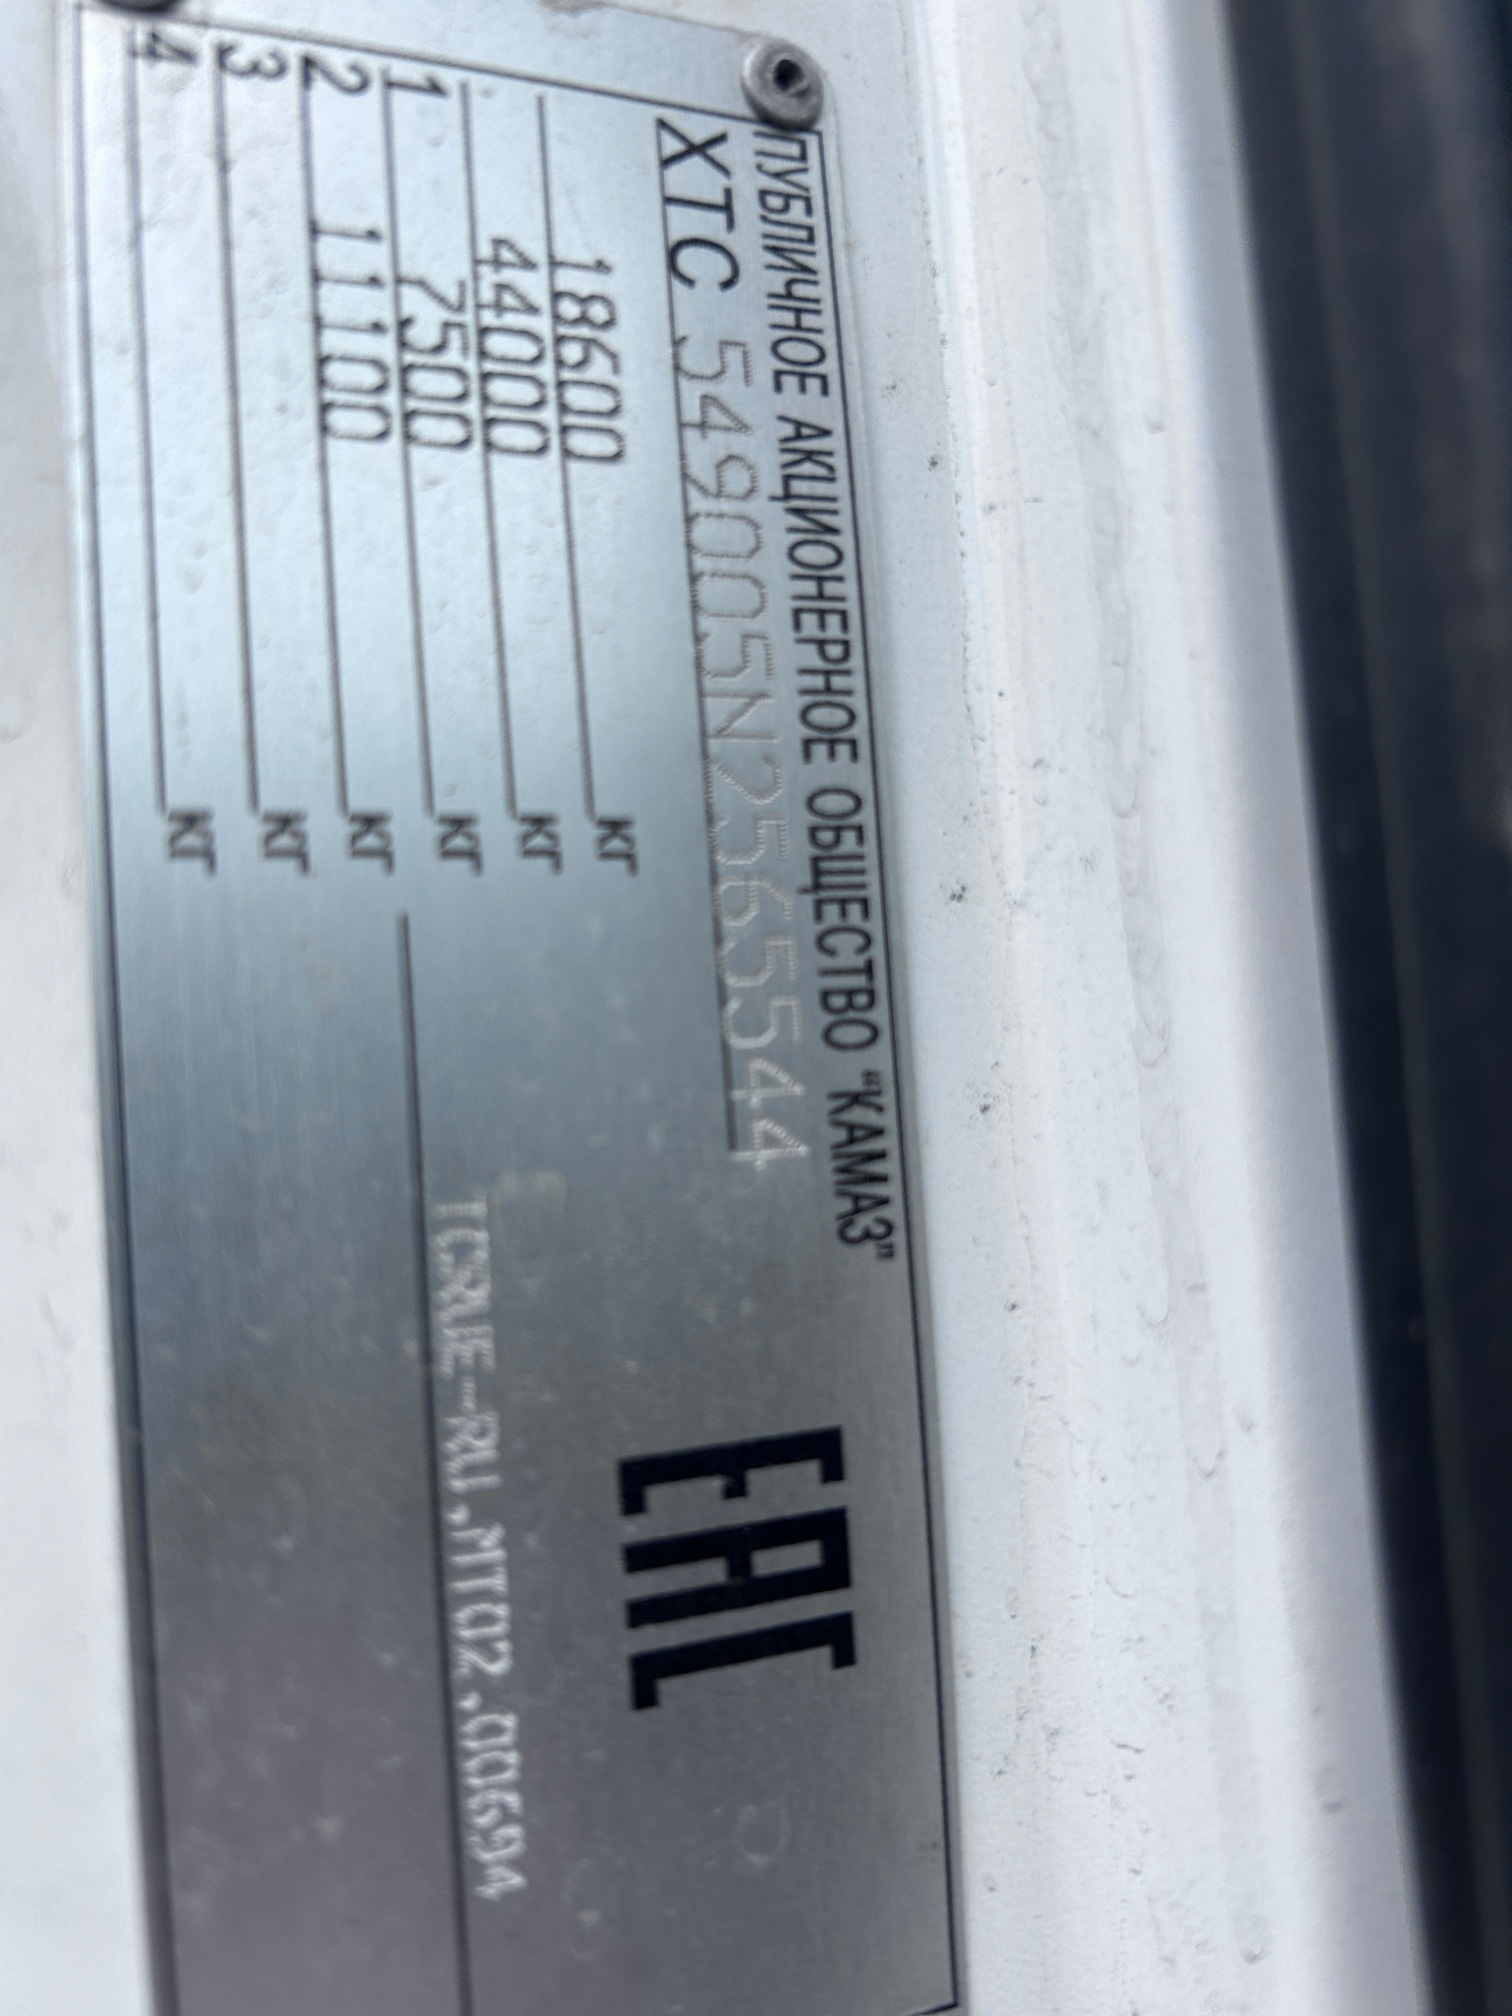 ПУБЛИЧНОЕ АКЦИОНЕРНОЕ ОБЩЕСТВО "КАМАЗ"
XTC 549005N2565544
EAC
18600 кг
44000 кг
1 7500 кг
2 11100 кг
3 кг
4 кг
TCRUE-RU.MT02.00694